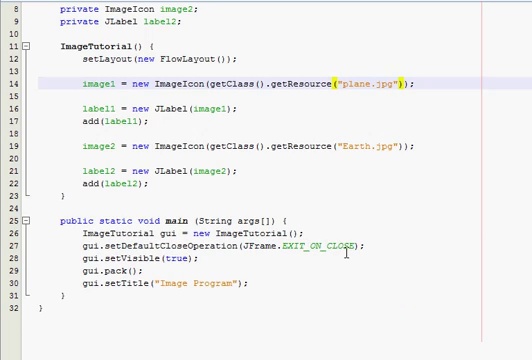 8 private ImageIcon image2;
9 private JLabel label2;
10
11 ImageTutorial() {
12 setLayout(new FlowLayout());
13
14 image1 = new ImageIcon(getClass().getResource("plane.jpg"));
15
16 label1 = new JLabel(image1);
17 add(label1);
18
19 image2 = new ImageIcon(getClass().getResource("Earth.jpg"));
20
21 label2 = new JLabel(image2);
22 add(label2);
23 }
24
25 public static void main (String args[]) {
26 ImageTutorial gui = new ImageTutorial();
27 gui.setDefaultCloseOperation(JFrame.EXIT_ON_CLOSE);
28 gui.setVisible(true);
29 gui.pack();
30 gui.setTitle("Image Program");
31 }
32 }